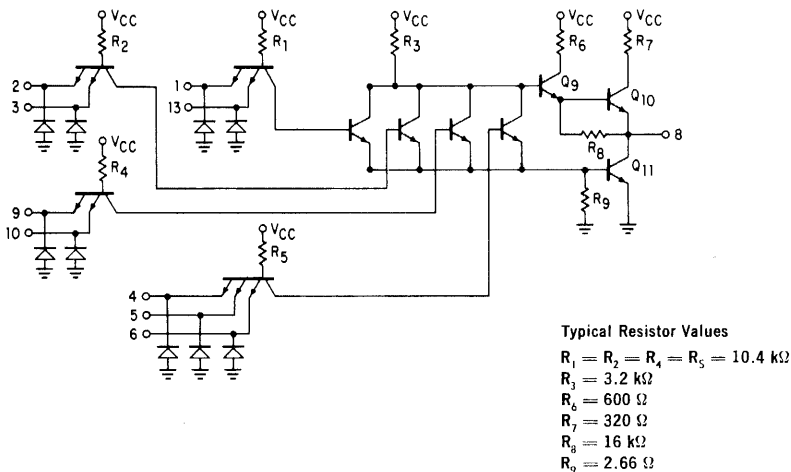 VCC
R2
VCC
R1
VCC
R3
VCC
R6
VCC
R7
2
3
1
13
Q9
Q10
8
R8
Q11
R9
VCC
R4
9
10
VCC
R5
4
5
6
Typical Resistor Values
R1 = R2 = R4 = R5 = 10.4 kΩ
R3 = 3.2 kΩ
R6 = 600 Ω
R7 = 320 Ω
R8 = 16 kΩ
R9 = 2.66 Ω